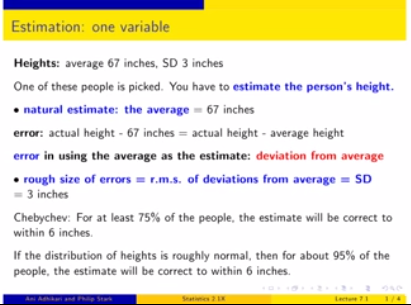 Estimation: one variable
Heights: average 67 inches, SD 3 inches
One of these people is picked. You have to estimate the person's height.
• natural estimate: the average = 67 inches
error: actual height - 67 inches = actual height - average height
error in using the average as the estimate: deviation from average
• rough size of errors = r.m.s. of deviations from average = SD
= 3 inches
Chebychev: For at least 75% of the people, the estimate will be correct to
within 6 inches.
If the distribution of heights is roughly normal, then for about 95% of the
people, the estimate will be correct to within 6 inches.
Ani Adhikari and Philip Stark Statistics 2.1X Lecture 7.1 1 / 4